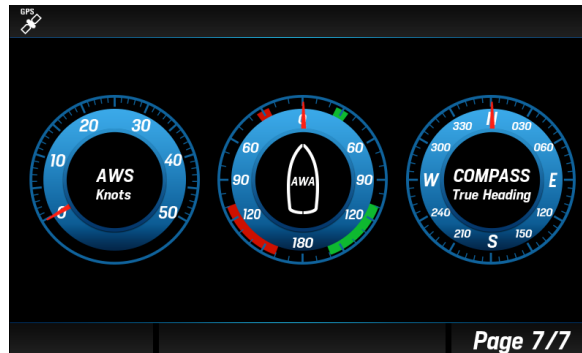 GPS
0
10
20
30
40
50
AWS
Knots
0
60
60
90
90
120
120
180
AWA
N
030
060
E
120
150
S
210
240
W
300
330
COMPASS
True Heading
Page 7/7